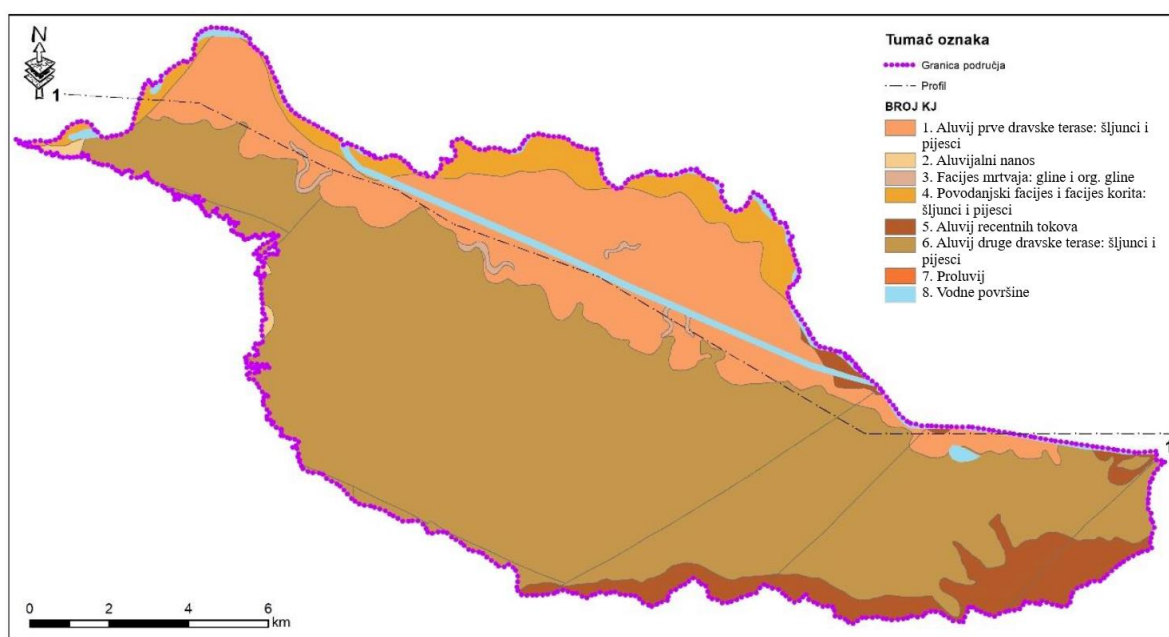 N
1
Tumač oznaka
Granica područja
Profil
BROJ KJ
1. Aluvij prve dravske terase: šljunci i
pijesci
2. Aluvijalni nanos
3. Facijes mrtvaja: gline i org. gline
4. Povodanjski facijes i facijes korita:
šljunci i pijesci
5. Aluvij recentnih tokova
6. Aluvij druge dravske terase: šljunci i
pijesci
7. Proluvij
8. Vodne površine
1
0 2 4 6
km